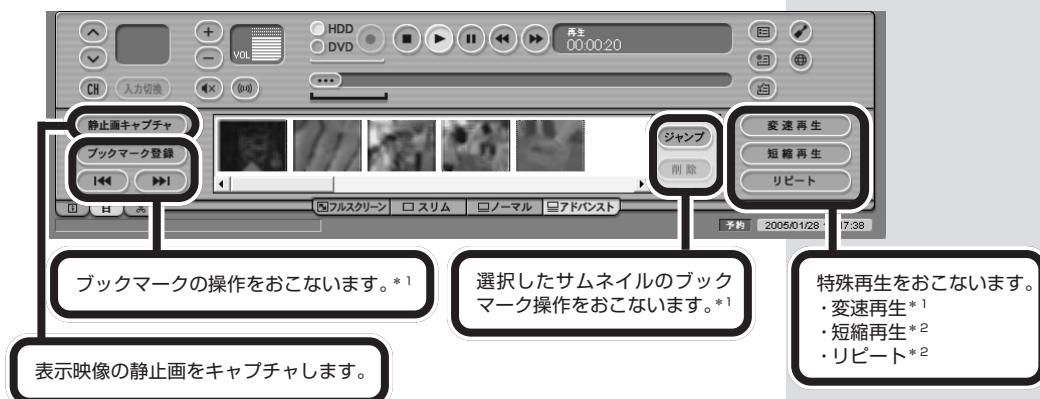 HDD
DVD
VOL
再生
00:00:20
CH
入力切換
静止画キャプチャ
ブックマーク登録
ジャンプ
削除
変速再生
短縮再生
リピート
フルスクリーン
スリム
ノーマル
アドバンスト
予約
2005/01/28
7:38
ブックマークの操作をおこないます。*1
選択したサムネイルのブック
マーク操作をおこないます。*1
特殊再生をおこないます。
・変速再生*1
・短縮再生*2
・リピート*2
表示映像の静止画をキャプチャします。